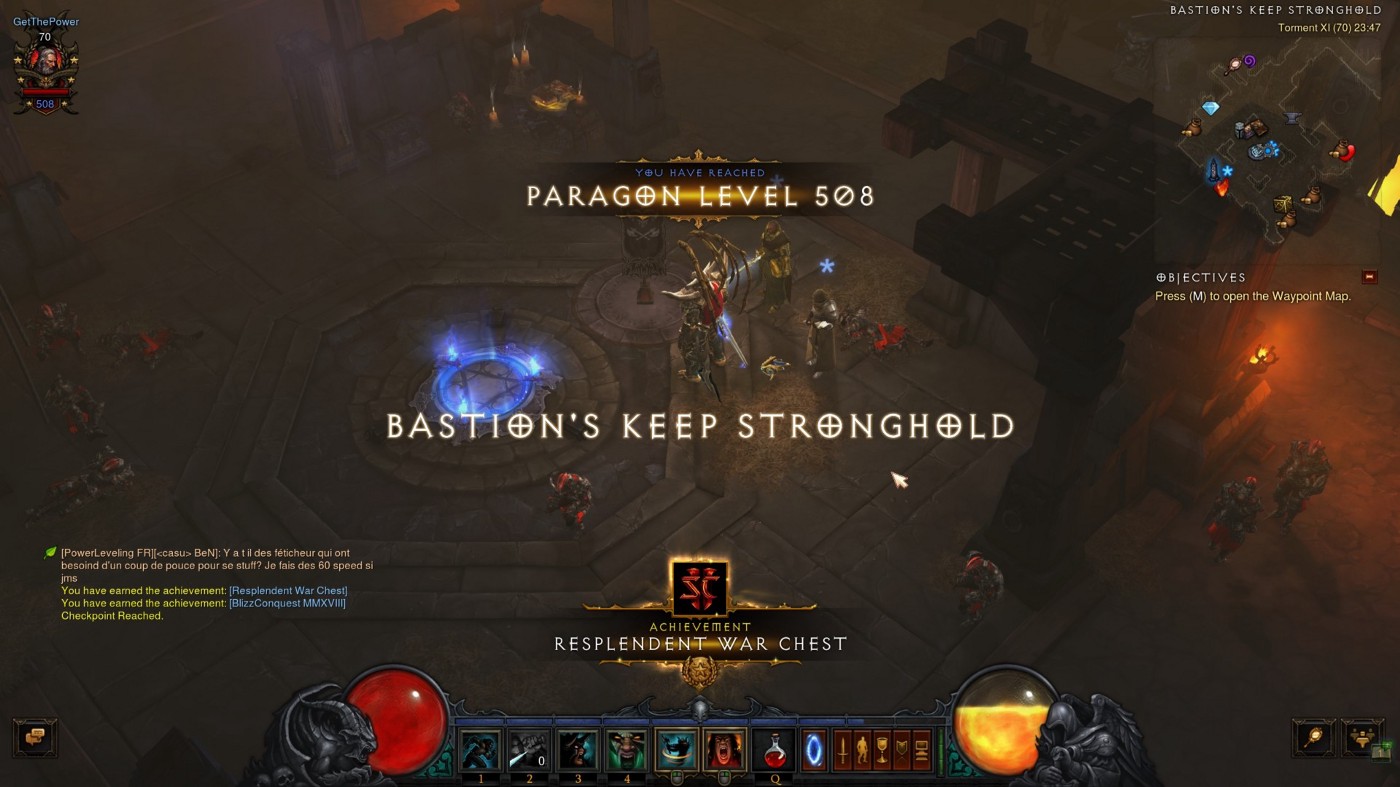 GetThePower
70
508
BASTION'S KEEP STRONGHOLD
Torment XI (70) 23:47
YOU HAVE REACHED
PARAGON LEVEL 508
OBJECTIVES
Press (M) to open the Waypoint Map.
BASTION'S KEEP STRONGHOLD
[PowerLeveling FR][<casu> BeN]: Y a t il des féticheur qui ont
besoind d'un coup de pouce pour se stuff? Je fais des 60 speed si
jms
You have earned the achievement: [Resplendent War Chest]
You have earned the achievement: [BlizzConquest MMXVIII]
Checkpoint Reached.
ACHIEVEMENT
RESPLENDENT WAR CHEST
0
1
2
3
4
Q
1